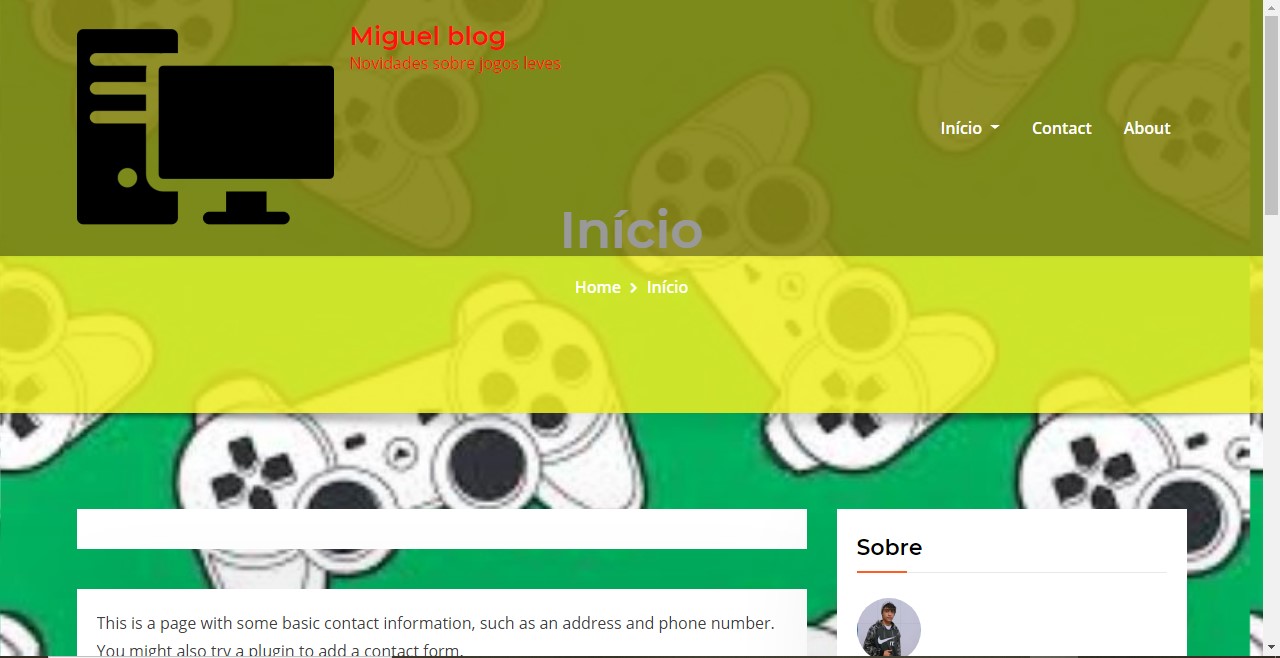 Miguel blog
Novidades sobre jogos leves
Início Contact About
Início
Home Início
Sobre
This is a page with some basic contact information, such as an address and phone number.
You might also try a plugin to add a contact form.